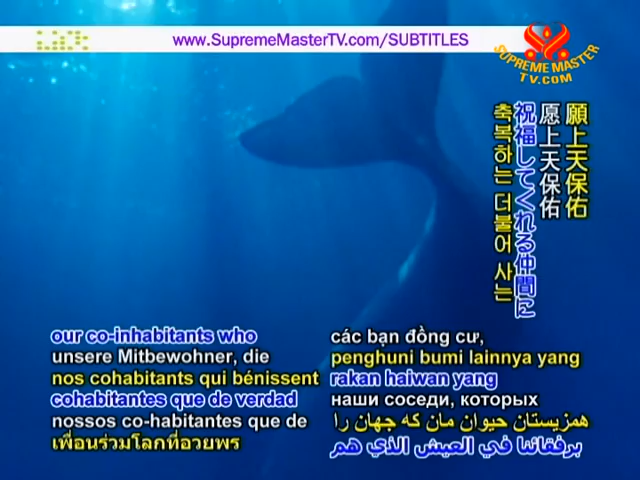 www.SupremeMasterTV.com/SUBTITLES
SUPREME MASTER
TV.COM
願上天保佑
愿上天保佑
祝福してくれる仲間に
축복하는 더불어 사는
our co-inhabitants who
unsere Mitbewohner, die
nos cohabitants qui bénissent
cohabitantes que de verdad
nossos co-habitantes que de
เพื่อนร่วมโลกที่อวยพร
các bạn đồng cư,
penghuni bumi lainnya yang
rakan haiwan yang
наши соседи, которых
همزیستان حیوان مان که جهان را
برفقائنا في العيش الذي هم